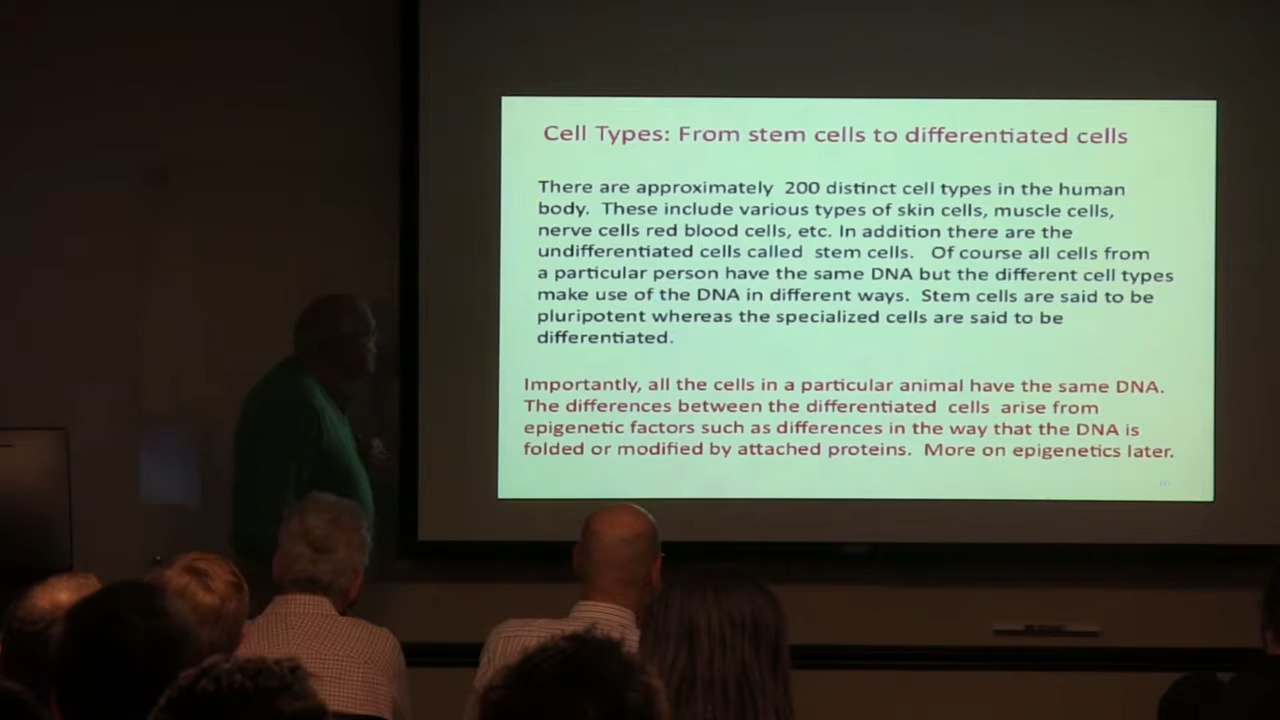 Cell Types: From stem cells to differentiated cells
There are approximately 200 distinct cell types in the human
body. These include various types of skin cells, muscle cells,
nerve cells red blood cells, etc. In addition there are the
undifferentiated cells called stem cells. Of course all cells from
a particular person have the same DNA but the different cell types
make use of the DNA in different ways. Stem cells are said to be
pluripotent whereas the specialized cells are said to be
differentiated.
Importantly, all the cells in a particular animal have the same DNA.
The differences between the differentiated cells arise from
epigenetic factors such as differences in the way that the DNA is
folded or modified by attached proteins. More on epigenetics later.